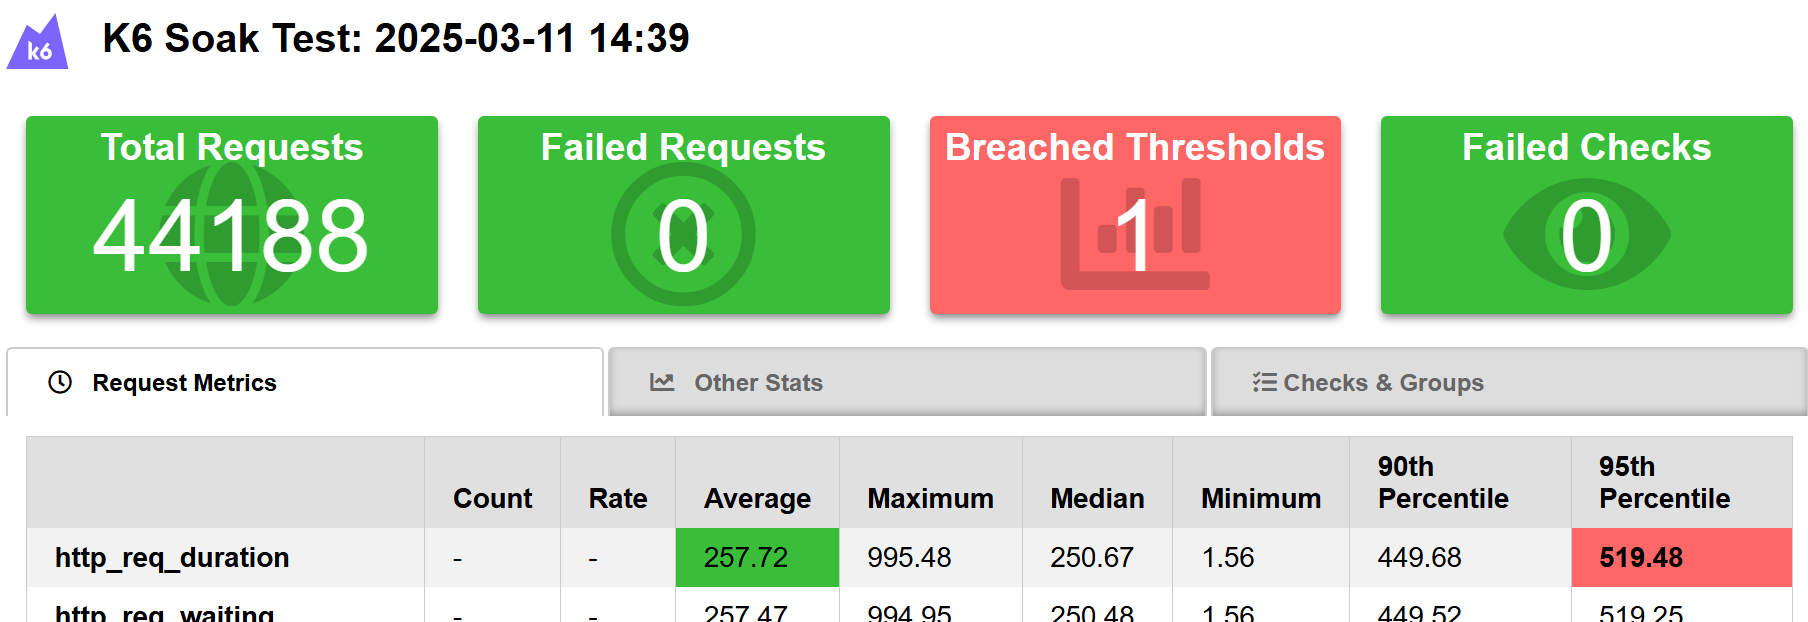 k6
K6 Soak Test: 2025-03-11 14:39
Total Requests
44188
Failed Requests
0
Breached Thresholds
1
Failed Checks
0
Request Metrics
Other Stats
Checks & Groups
Count Rate Average Maximum Median Minimum 90th Percentile 95th Percentile
http_req_duration - - 257.72 995.48 250.67 1.56 449.68 519.48
http_req_waiting - - 257.47 994.95 250.48 1.56 449.52 519.25